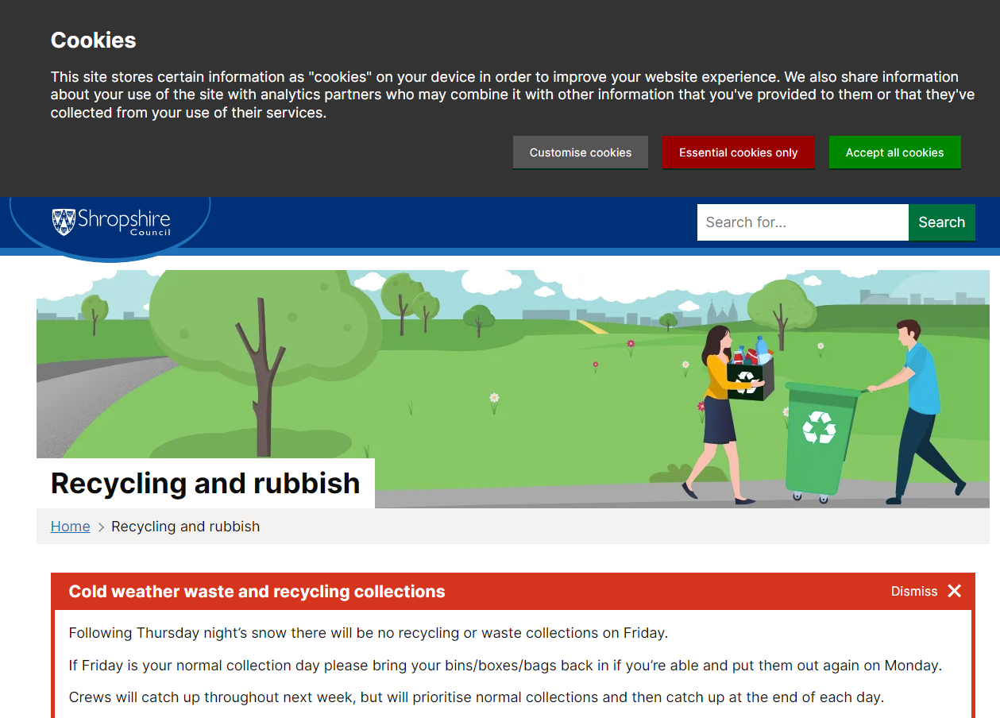 Cookies
This site stores certain information as "cookies" on your device in order to improve your website experience. We also share information
about your use of the site with analytics partners who may combine it with other information that you've provided to them or that they've
collected from your use of their services.
Customise cookies
Essential cookies only
Accept all cookies
Shropshire
Council
Search for...
Search
Recycling and rubbish
Home > Recycling and rubbish
Cold weather waste and recycling collections
Dismiss
Following Thursday night’s snow there will be no recycling or waste collections on Friday.
If Friday is your normal collection day please bring your bins/boxes/bags back in if you’re able and put them out again on Monday.
Crews will catch up throughout next week, but will prioritise normal collections and then catch up at the end of each day.